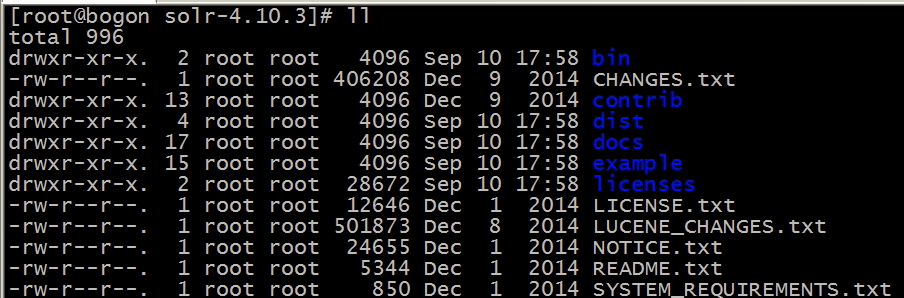 [root@bogon solr-4.10.3]# ll
total 996
drwxr-xr-x.  2 root root   4096 Sep 10 17:58 bin
-rw-r--r--.  1 root root 406208 Dec  9  2014 CHANGES.txt
drwxr-xr-x. 13 root root   4096 Dec  9  2014 contrib
drwxr-xr-x.  4 root root   4096 Sep 10 17:58 dist
drwxr-xr-x. 17 root root   4096 Sep 10 17:58 docs
drwxr-xr-x. 15 root root   4096 Sep 10 17:58 example
drwxr-xr-x.  2 root root  28672 Sep 10 17:58 licenses
-rw-r--r--.  1 root root  12646 Dec  1  2014 LICENSE.txt
-rw-r--r--.  1 root root 501873 Dec  8  2014 LUCENE_CHANGES.txt
-rw-r--r--.  1 root root  24655 Dec  1  2014 NOTICE.txt
-rw-r--r--.  1 root root   5344 Dec  1  2014 README.txt
-rw-r--r--.  1 root root    850 Dec  1  2014 SYSTEM_REQUIREMENTS.txt